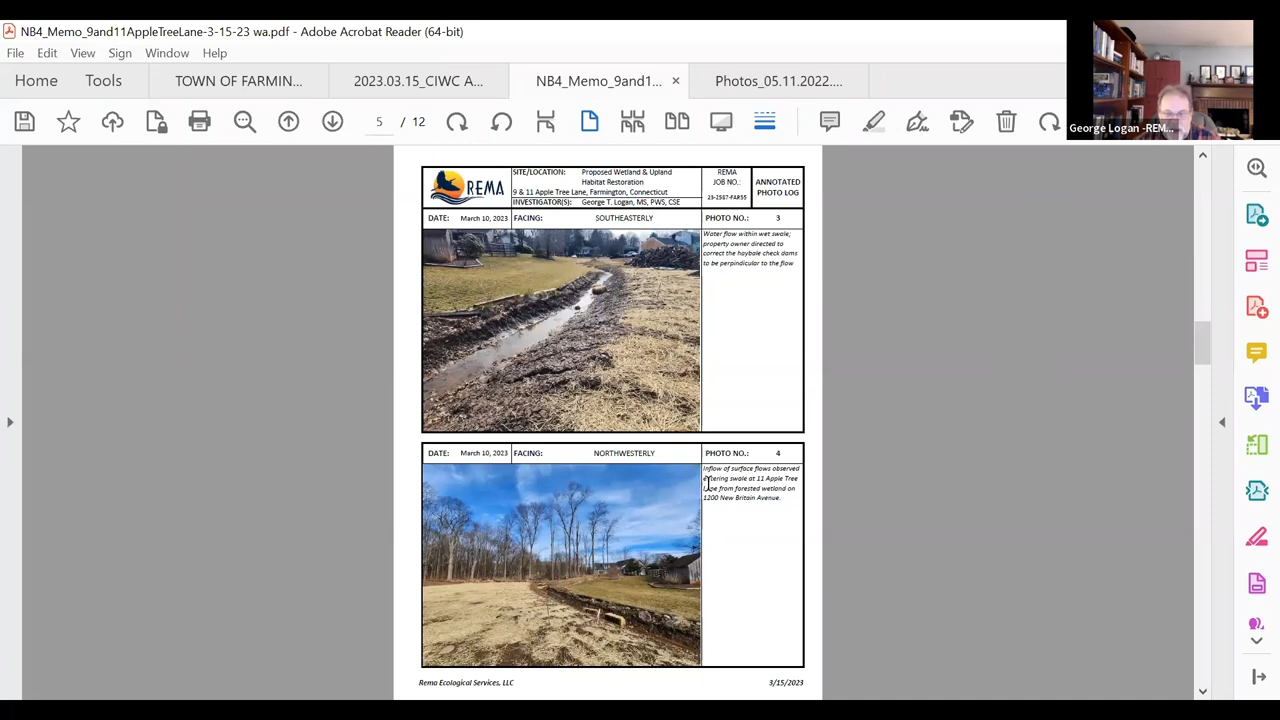 NB4_Memo_9and11AppleTreeLane-3-15-23 wa.pdf - Adobe Acrobat Reader (64-bit)
File Edit View Sign Window Help
Home Tools TOWN OF FARMIN... 2023.03.15_CIWC A... NB4_Memo_9and1... Photos_05.11.2022....
5 / 12
George Logan -REM...
REMA
SITE/LOCATION: Proposed Wetland & Upland
Habitat Restoration
9 & 11 Apple Tree Lane, Farmington, Connecticut
INVESTIGATOR(S): George T. Logan, MS, PWS, CSE
REMA
JOB NO.:
23-2587-FAR55
ANNOTATED
PHOTO LOG
DATE: March 10, 2023 FACING: SOUTHEASTERLY PHOTO NO.: 3
Water flow within wet swale;
property owner directed to
correct the haybale check dams
to be perpindicular to the flow
DATE: March 10, 2023 FACING: NORTHWESTERLY PHOTO NO.: 4
Inflow of surface flows observed
entering swale at 11 Apple Tree
Lane from forested wetland on
1200 New Britain Avenue.
Rema Ecological Services, LLC 3/15/2023